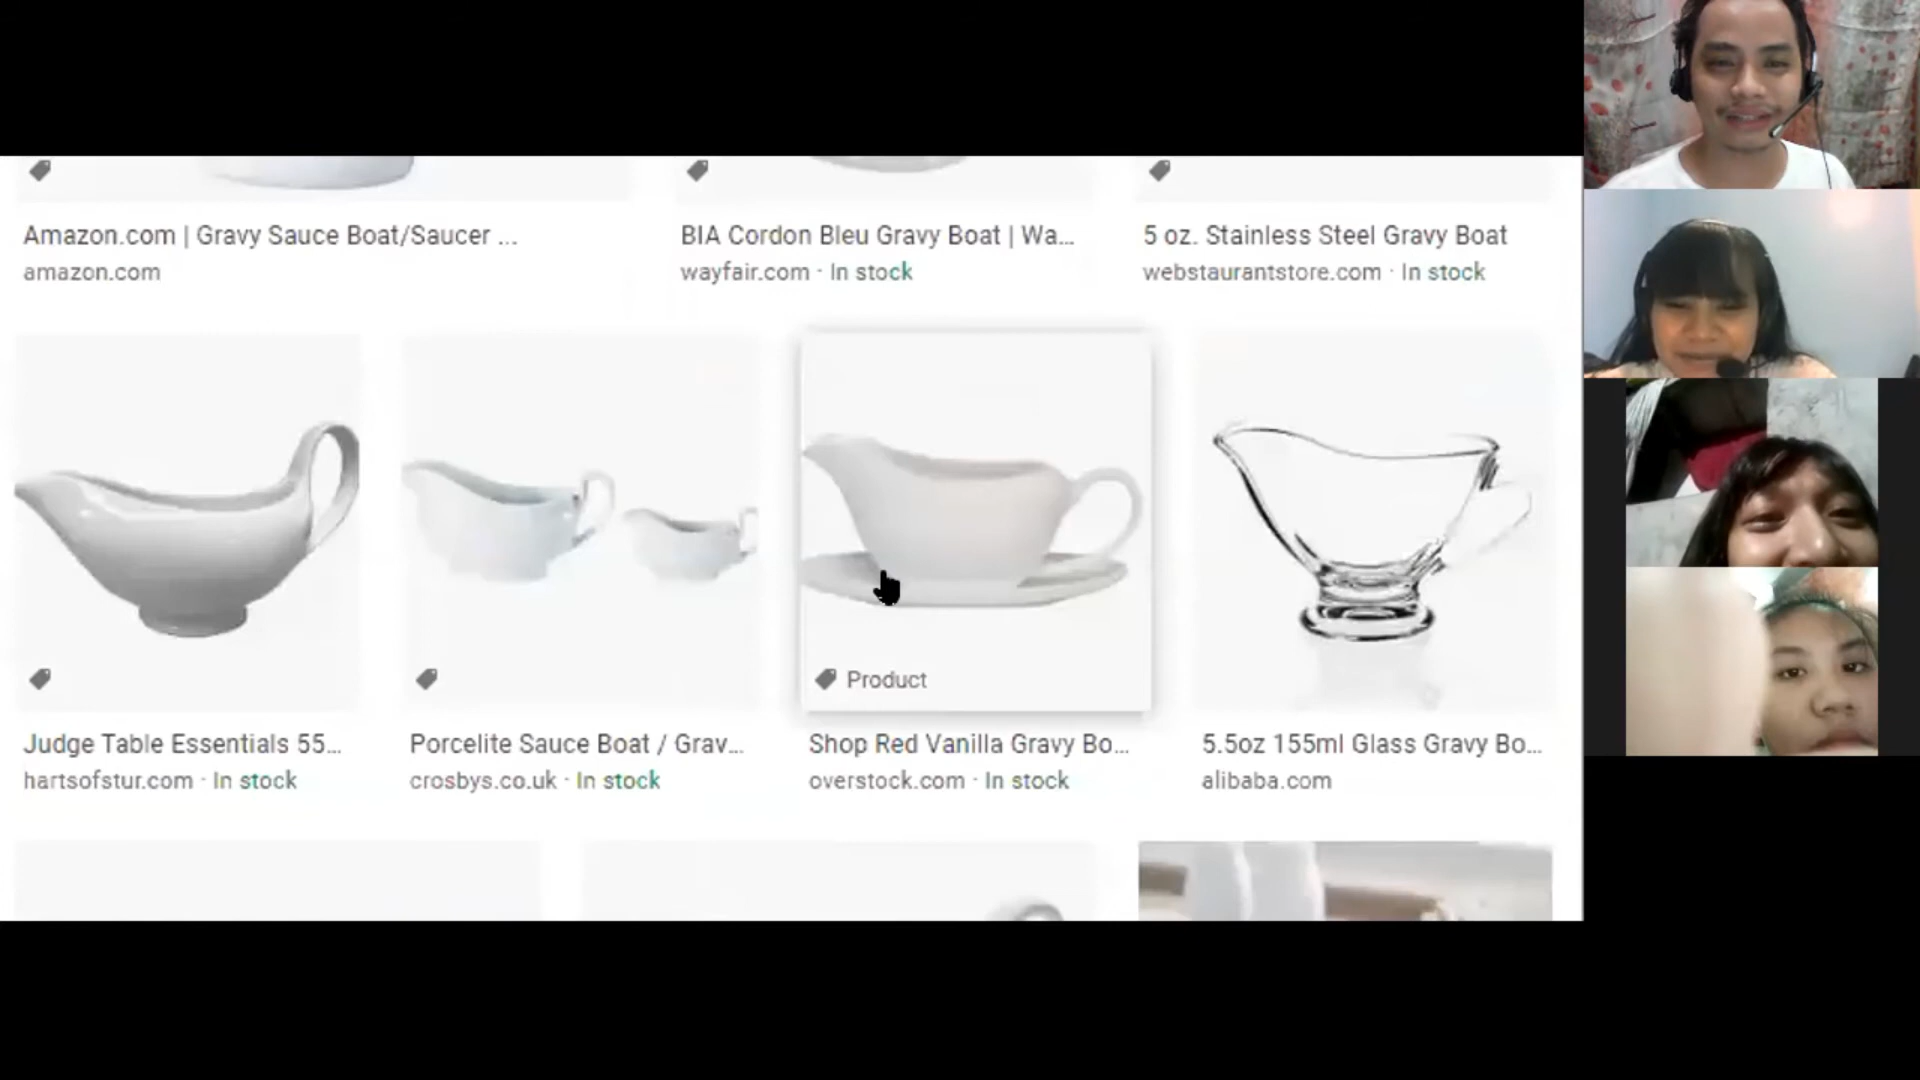 Amazon.com | Gravy Sauce Boat/Saucer ...
amazon.com
BIA Cordon Bleu Gravy Boat | Wa...
wayfair.com · In stock
5 oz. Stainless Steel Gravy Boat
webstaurantstore.com · In stock
Product
Judge Table Essentials 55...
hartsofstur.com · In stock
Porcelite Sauce Boat / Grav...
crosbys.co.uk · In stock
Shop Red Vanilla Gravy Bo...
overstock.com · In stock
5.5oz 155ml Glass Gravy Bo...
alibaba.com